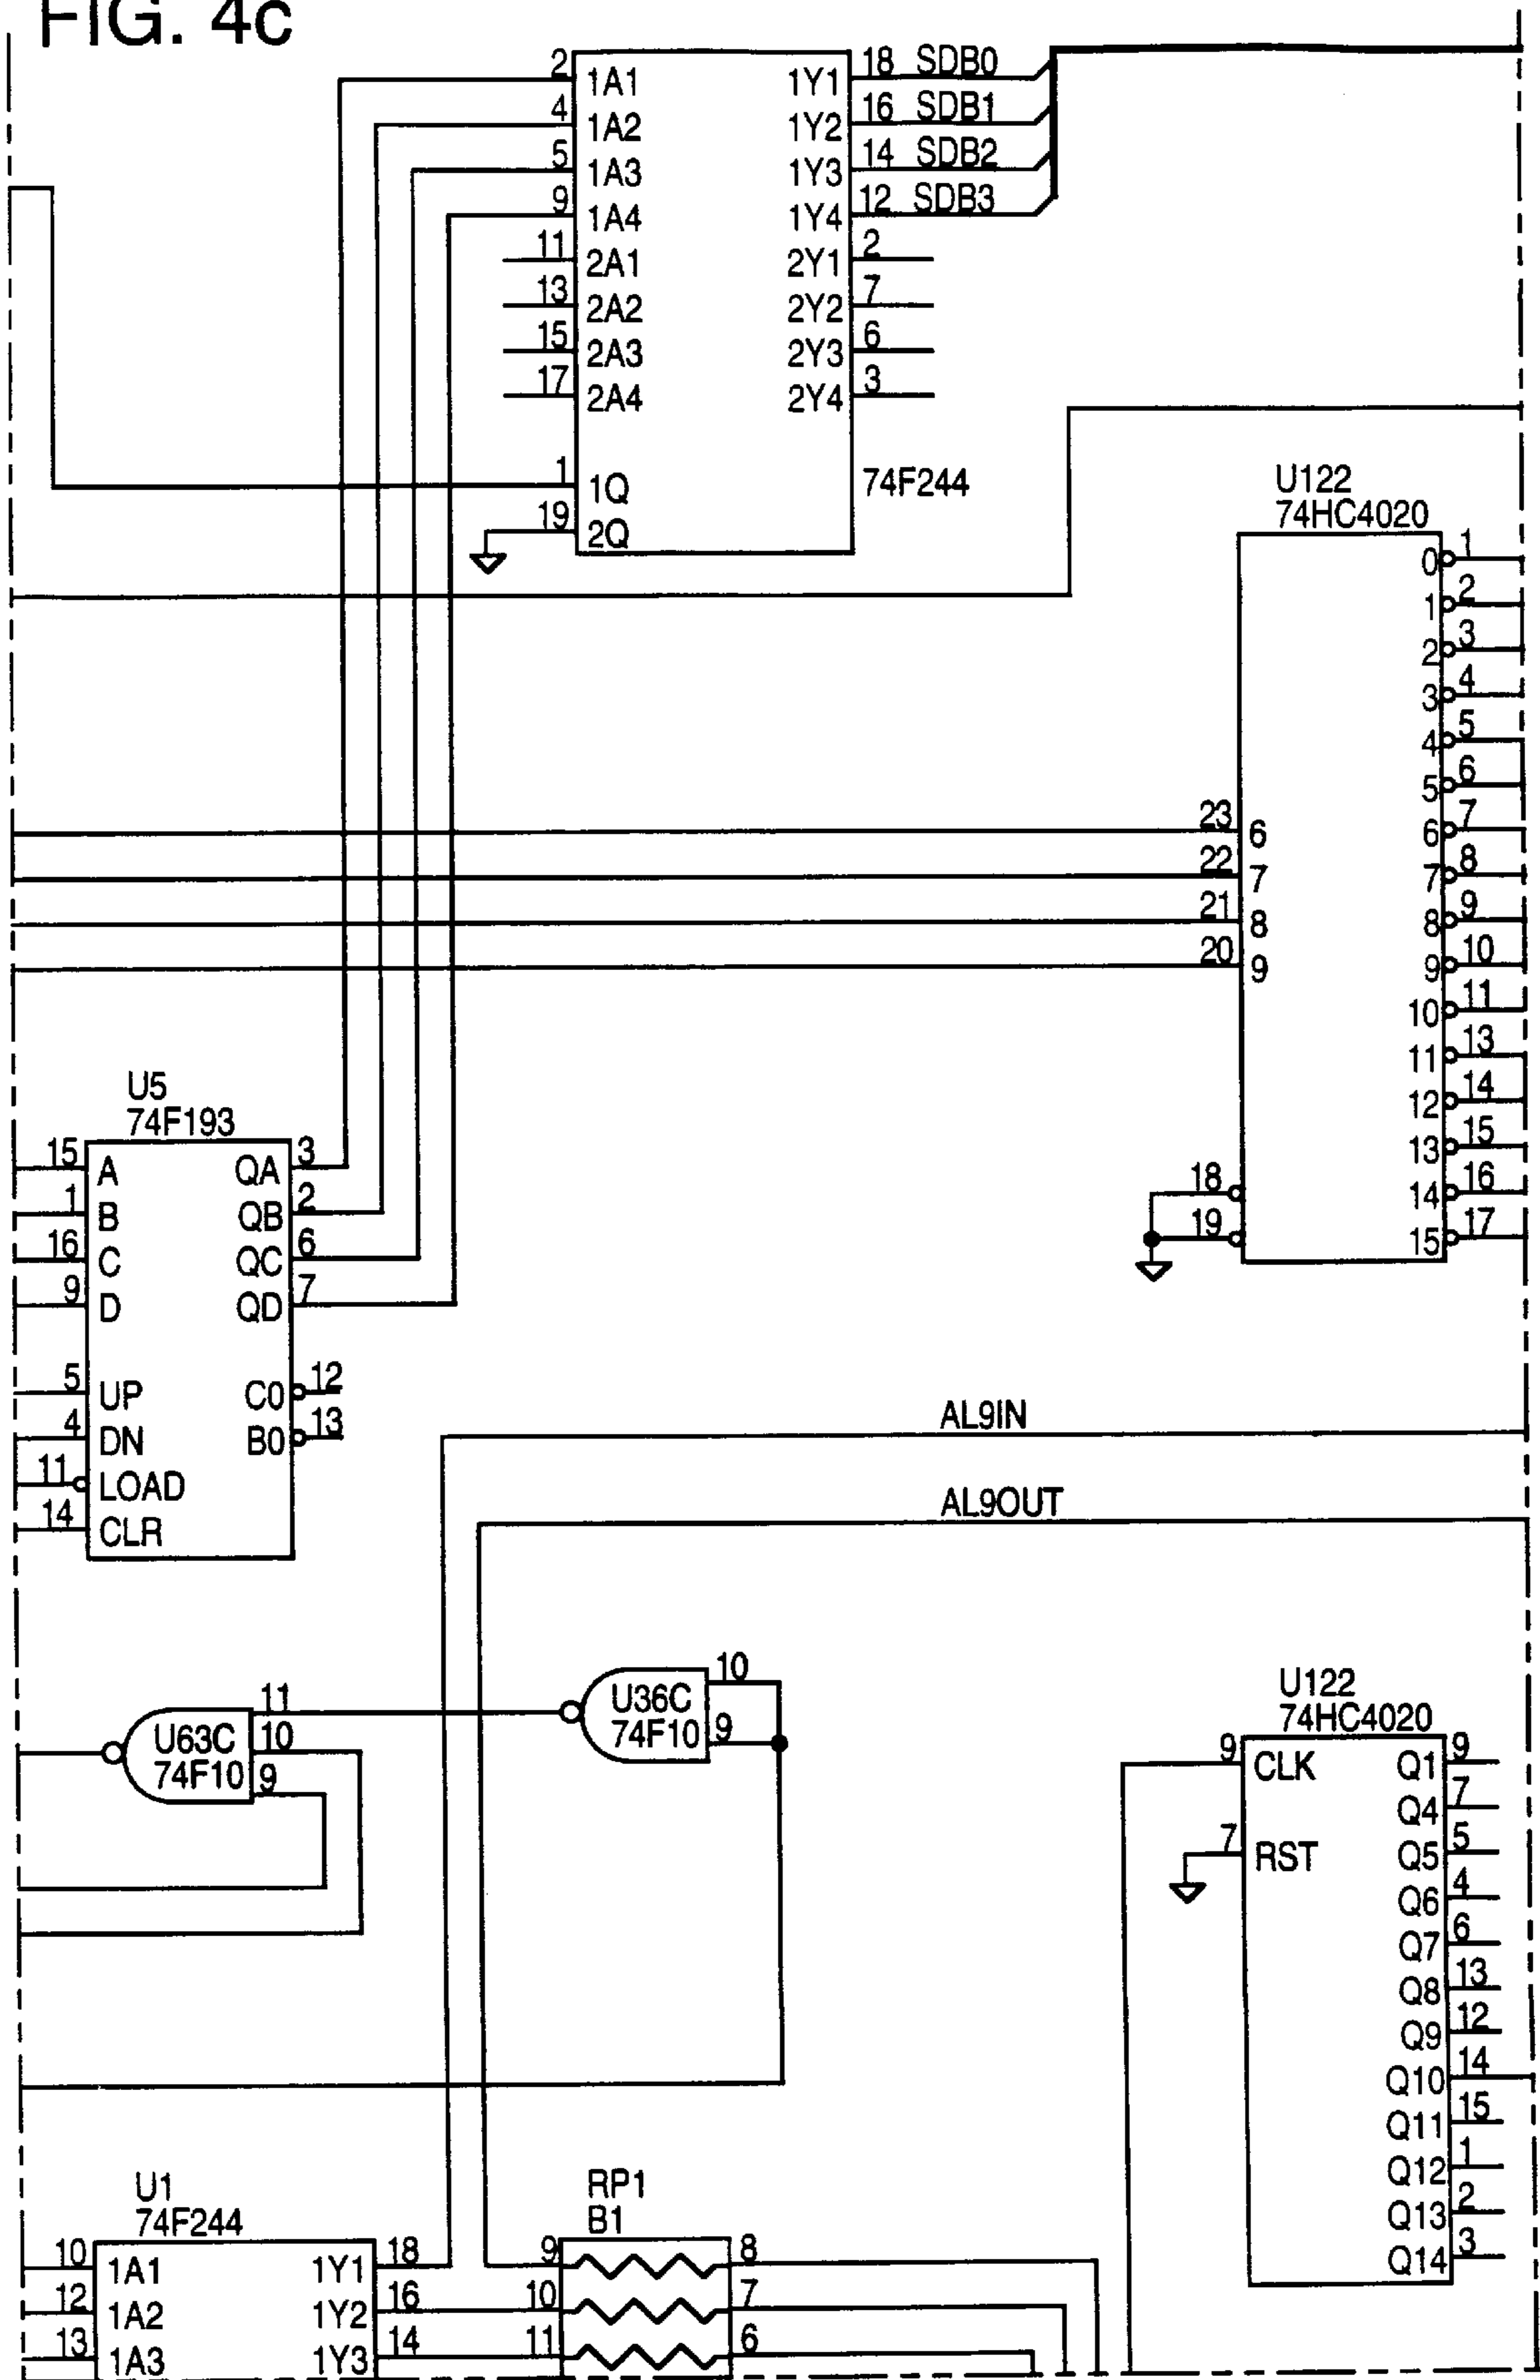 FIG. 4c
2 1A1 1Y1 18 SDB0
4 1A2 1Y2 16 SDB1
5 1A3 1Y3 14 SDB2
9 1A4 1Y4 12 SDB3
11 2A1 2Y1 2
13 2A2 2Y2 7
15 2A3 2Y3 6
17 2A4 2Y4 3
1 1Q 74F244
19 2Q
U122
74HC4020
0 1
1 2
2 3
3 4
4 5
5 6
23 6 6 7
22 7 7 8
21 8 8 9
20 9 9 10
10 11
11 13
12 14
13 15
18 14 16
19 15 17
U5
74F193
15 A QA 3
1 B QB 2
16 C QC 6
9 D QD 7
5 UP C0 12
4 DN B0 13
11 LOAD
14 CLR
AL9IN
AL9OUT
U63C
74F10
11
10
9
U36C
74F10
10
9
U122
74HC4020
9 CLK Q1 9
Q4 7
7 RST Q5 5
Q6 4
Q7 6
Q8 13
Q9 12
Q10 14
Q11 15
Q12 1
Q13 2
Q14 3
U1
74F244
10 1A1 1Y1 18
12 1A2 1Y2 16
13 1A3 1Y3 14
RP1
B1
9 8
10 7
11 6